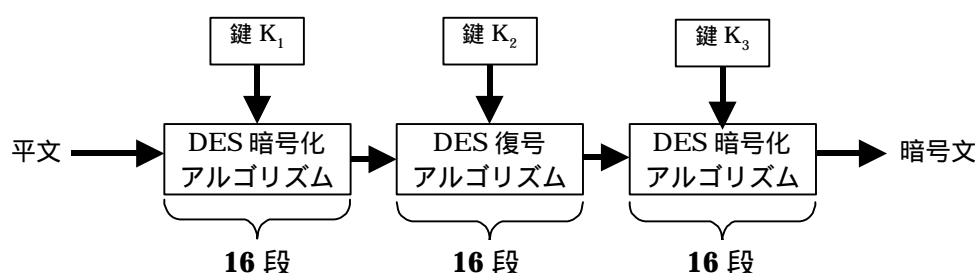 鍵 K1
鍵 K2
鍵 K3
平文
DES 暗号化
アルゴリズム
DES 復号
アルゴリズム
DES 暗号化
アルゴリズム
暗号文
16 段
16 段
16 段